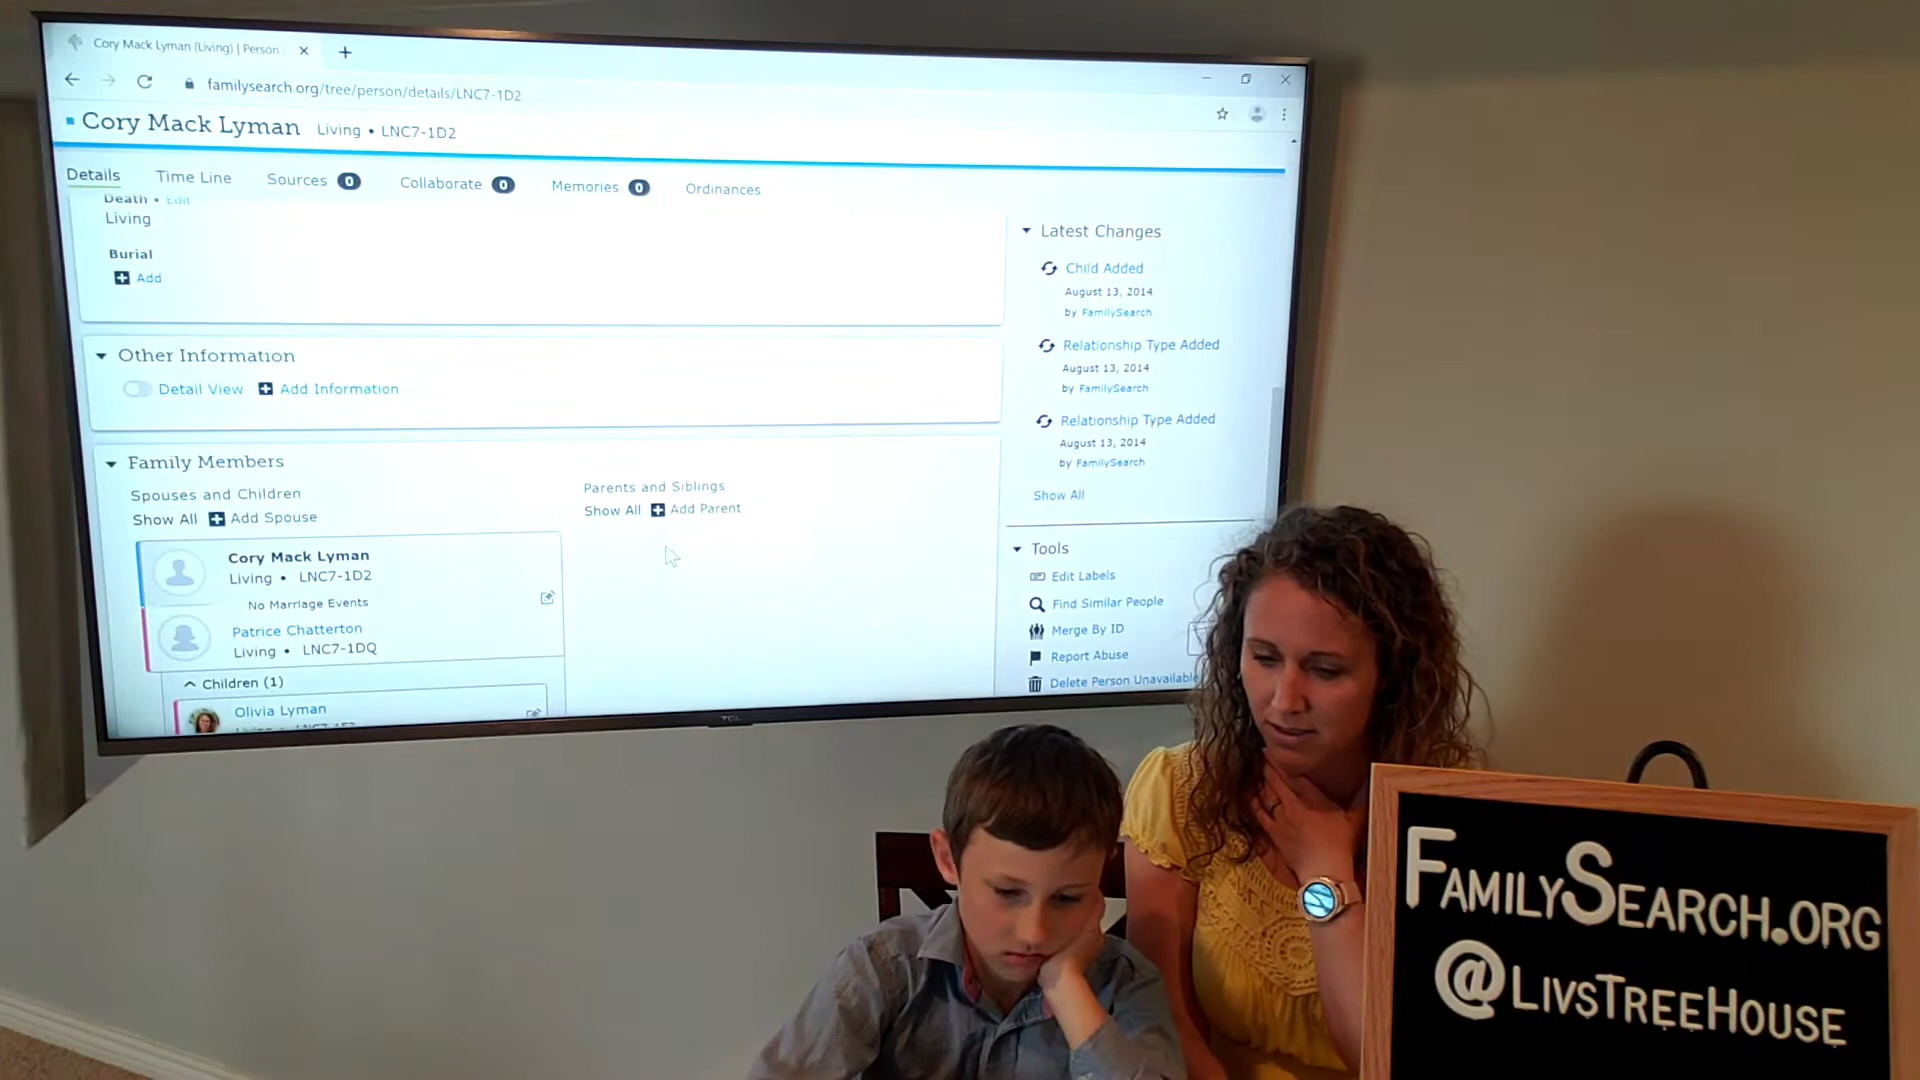 Cory Mack Lyman (Living) | Person
familysearch.org/tree/person/details/LNC7-1D2
Cory Mack Lyman Living • LNC7-1D2
Details Time Line Sources 0 Collaborate 0 Memories 0 Ordinances
Death • Edit
Living
Burial
Add
Other Information
Detail View Add Information
Family Members
Spouses and Children
Show All Add Spouse
Cory Mack Lyman
Living • LNC7-1D2
No Marriage Events
Patrice Chatterton
Living • LNC7-1DQ
Children (1)
Olivia Lyman
Parents and Siblings
Show All Add Parent
Latest Changes
Child Added
August 13, 2014
by FamilySearch
Relationship Type Added
August 13, 2014
by FamilySearch
Relationship Type Added
August 13, 2014
by FamilySearch
Show All
Tools
Edit Labels
Find Similar People
Merge By ID
Report Abuse
Delete Person Unavailable
TCL
FamilySearch.org
@LivsTreeHouse